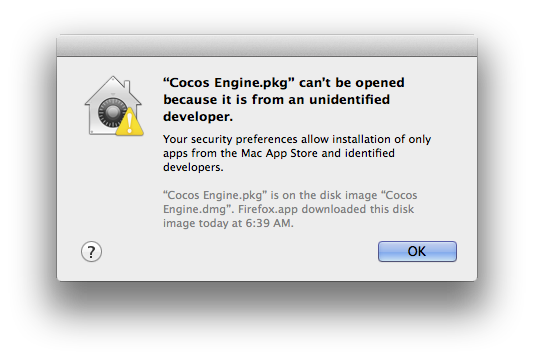 “Cocos Engine.pkg” can't be opened
because it is from an unidentified
developer.
Your security preferences allow installation of only
apps from the Mac App Store and identified
developers.
“Cocos Engine.pkg” is on the disk image “Cocos
Engine.dmg”. Firefox.app downloaded this disk
image today at 6:39 AM.
?
OK